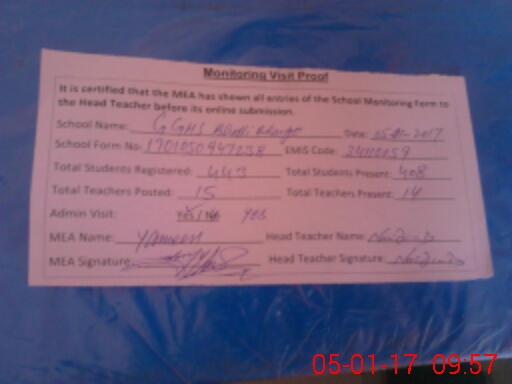 Monitoring Visit Proof
It is certified that the MEA has shown all entries of the School Monitoring Form to
the Head Teacher before its online submission.
School Name: GGHS Date: 2017
School Form No: EMIS Code:
Total Students Registered: 443 Total Students Present: 408
Total Teachers Posted: 15 Total Teachers Present: 14
Admin Visit: Yes / No Yes
MEA Name: Head Teacher Name:
MEA Signature: Head Teacher Signature:
05-01-17 09:57